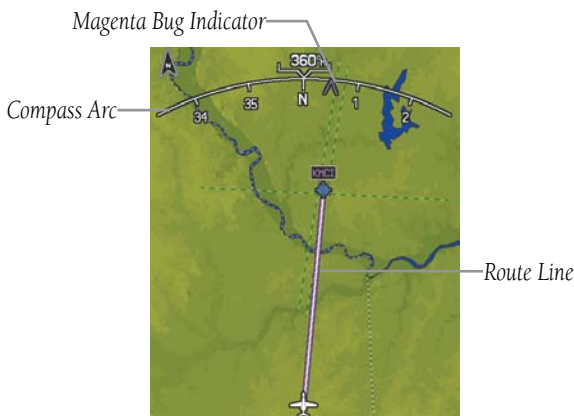 Magenta Bug Indicator
360°
Compass Arc
34 35 N 1 2
KMCI
Route Line